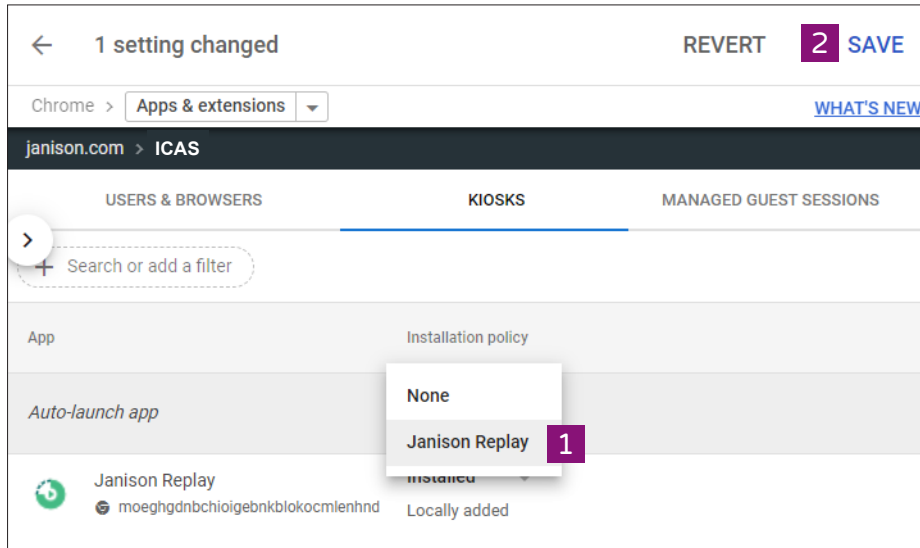 1 setting changed
REVERT
2 SAVE
Chrome > Apps & extensions
WHAT'S NEW
janison.com > ICAS
USERS & BROWSERS
KIOSKS
MANAGED GUEST SESSIONS
Search or add a filter
App
Installation policy
Auto-launch app
None
Janison Replay 1
Janison Replay
Installed
moeghgdnbchioigebnkblokocmlenhnd
Locally added